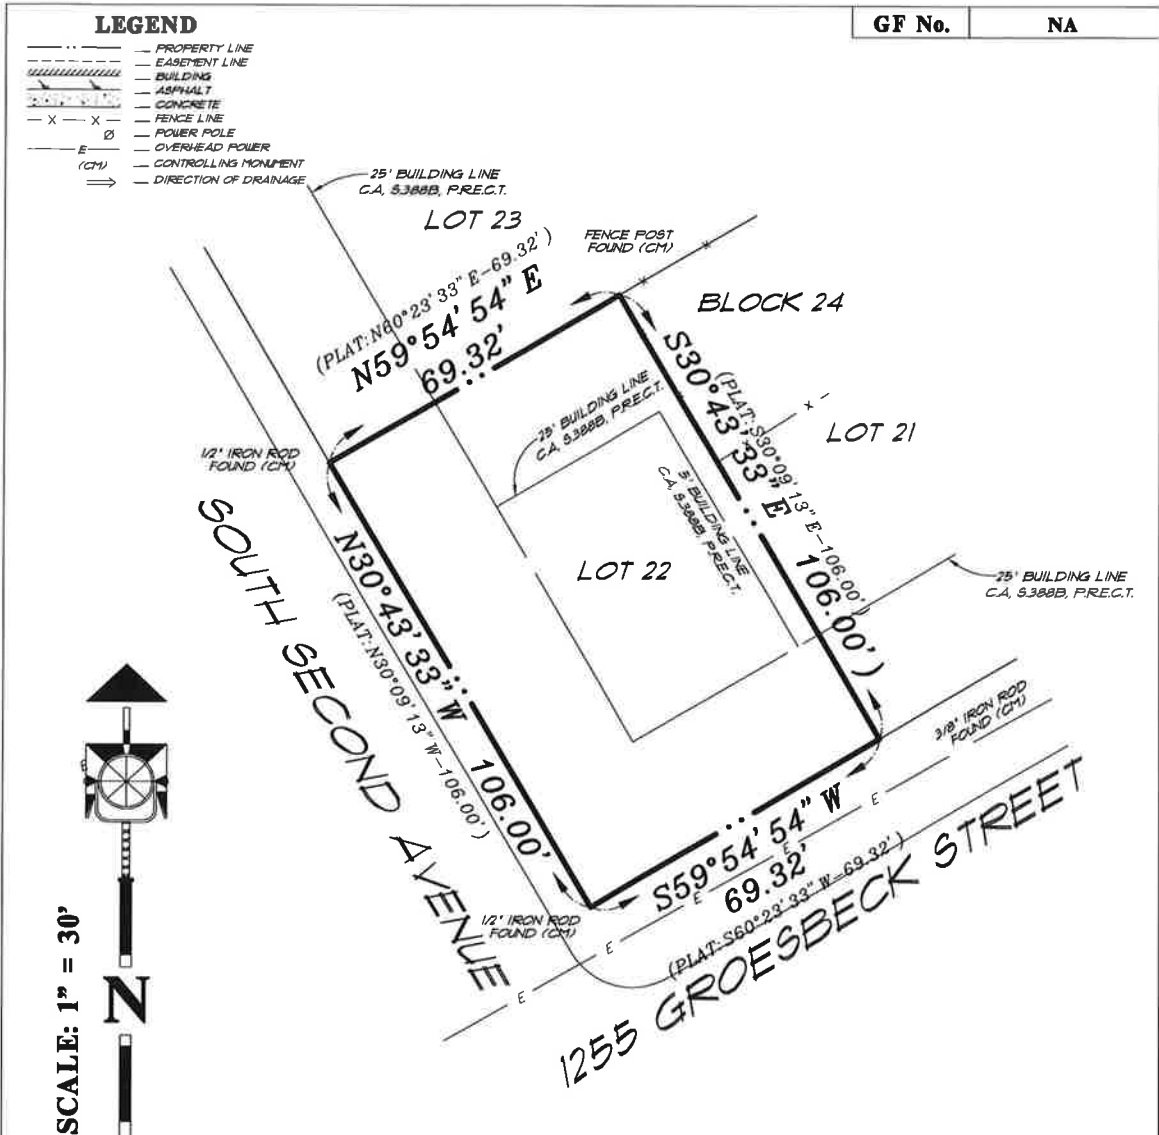 LEGEND
PROPERTY LINE
EASEMENT LINE
BUILDING
ASPHALT
CONCRETE
X X FENCE LINE
Ø POWER POLE
E OVERHEAD POWER
(CM) CONTROLLING MONUMENT
DIRECTION OF DRAINAGE
GF No. NA
25' BUILDING LINE
C.A, S.388B, P.R.E.C.T.
LOT 23
FENCE POST
FOUND (CM)
BLOCK 24
(PLAT:N60°23'33" E-69.32')
N59°54'54" E
69.32'
S30°43'33" E 106.00'
(PLAT:S30°09'13" E-106.00')
25' BUILDING LINE
C.A, S.388B, P.R.E.C.T.
X
LOT 21
1/2" IRON ROD
FOUND (CM)
5' BUILDING LINE
C.A, S.388B, P.R.E.C.T.
LOT 22
25' BUILDING LINE
C.A, S.388B, P.R.E.C.T.
N30°43'33" W 106.00'
(PLAT:N30°09'13" W-106.00')
SOUTH SECOND AVENUE
3/8" IRON ROD
FOUND (CM)
S59°54'54" W
69.32'
(PLAT:S60°23'33" W-69.32')
E
E
E
E
E
1/2" IRON ROD
FOUND (CM)
1255 GROESBECK STREET
E
N
SCALE: 1" = 30'